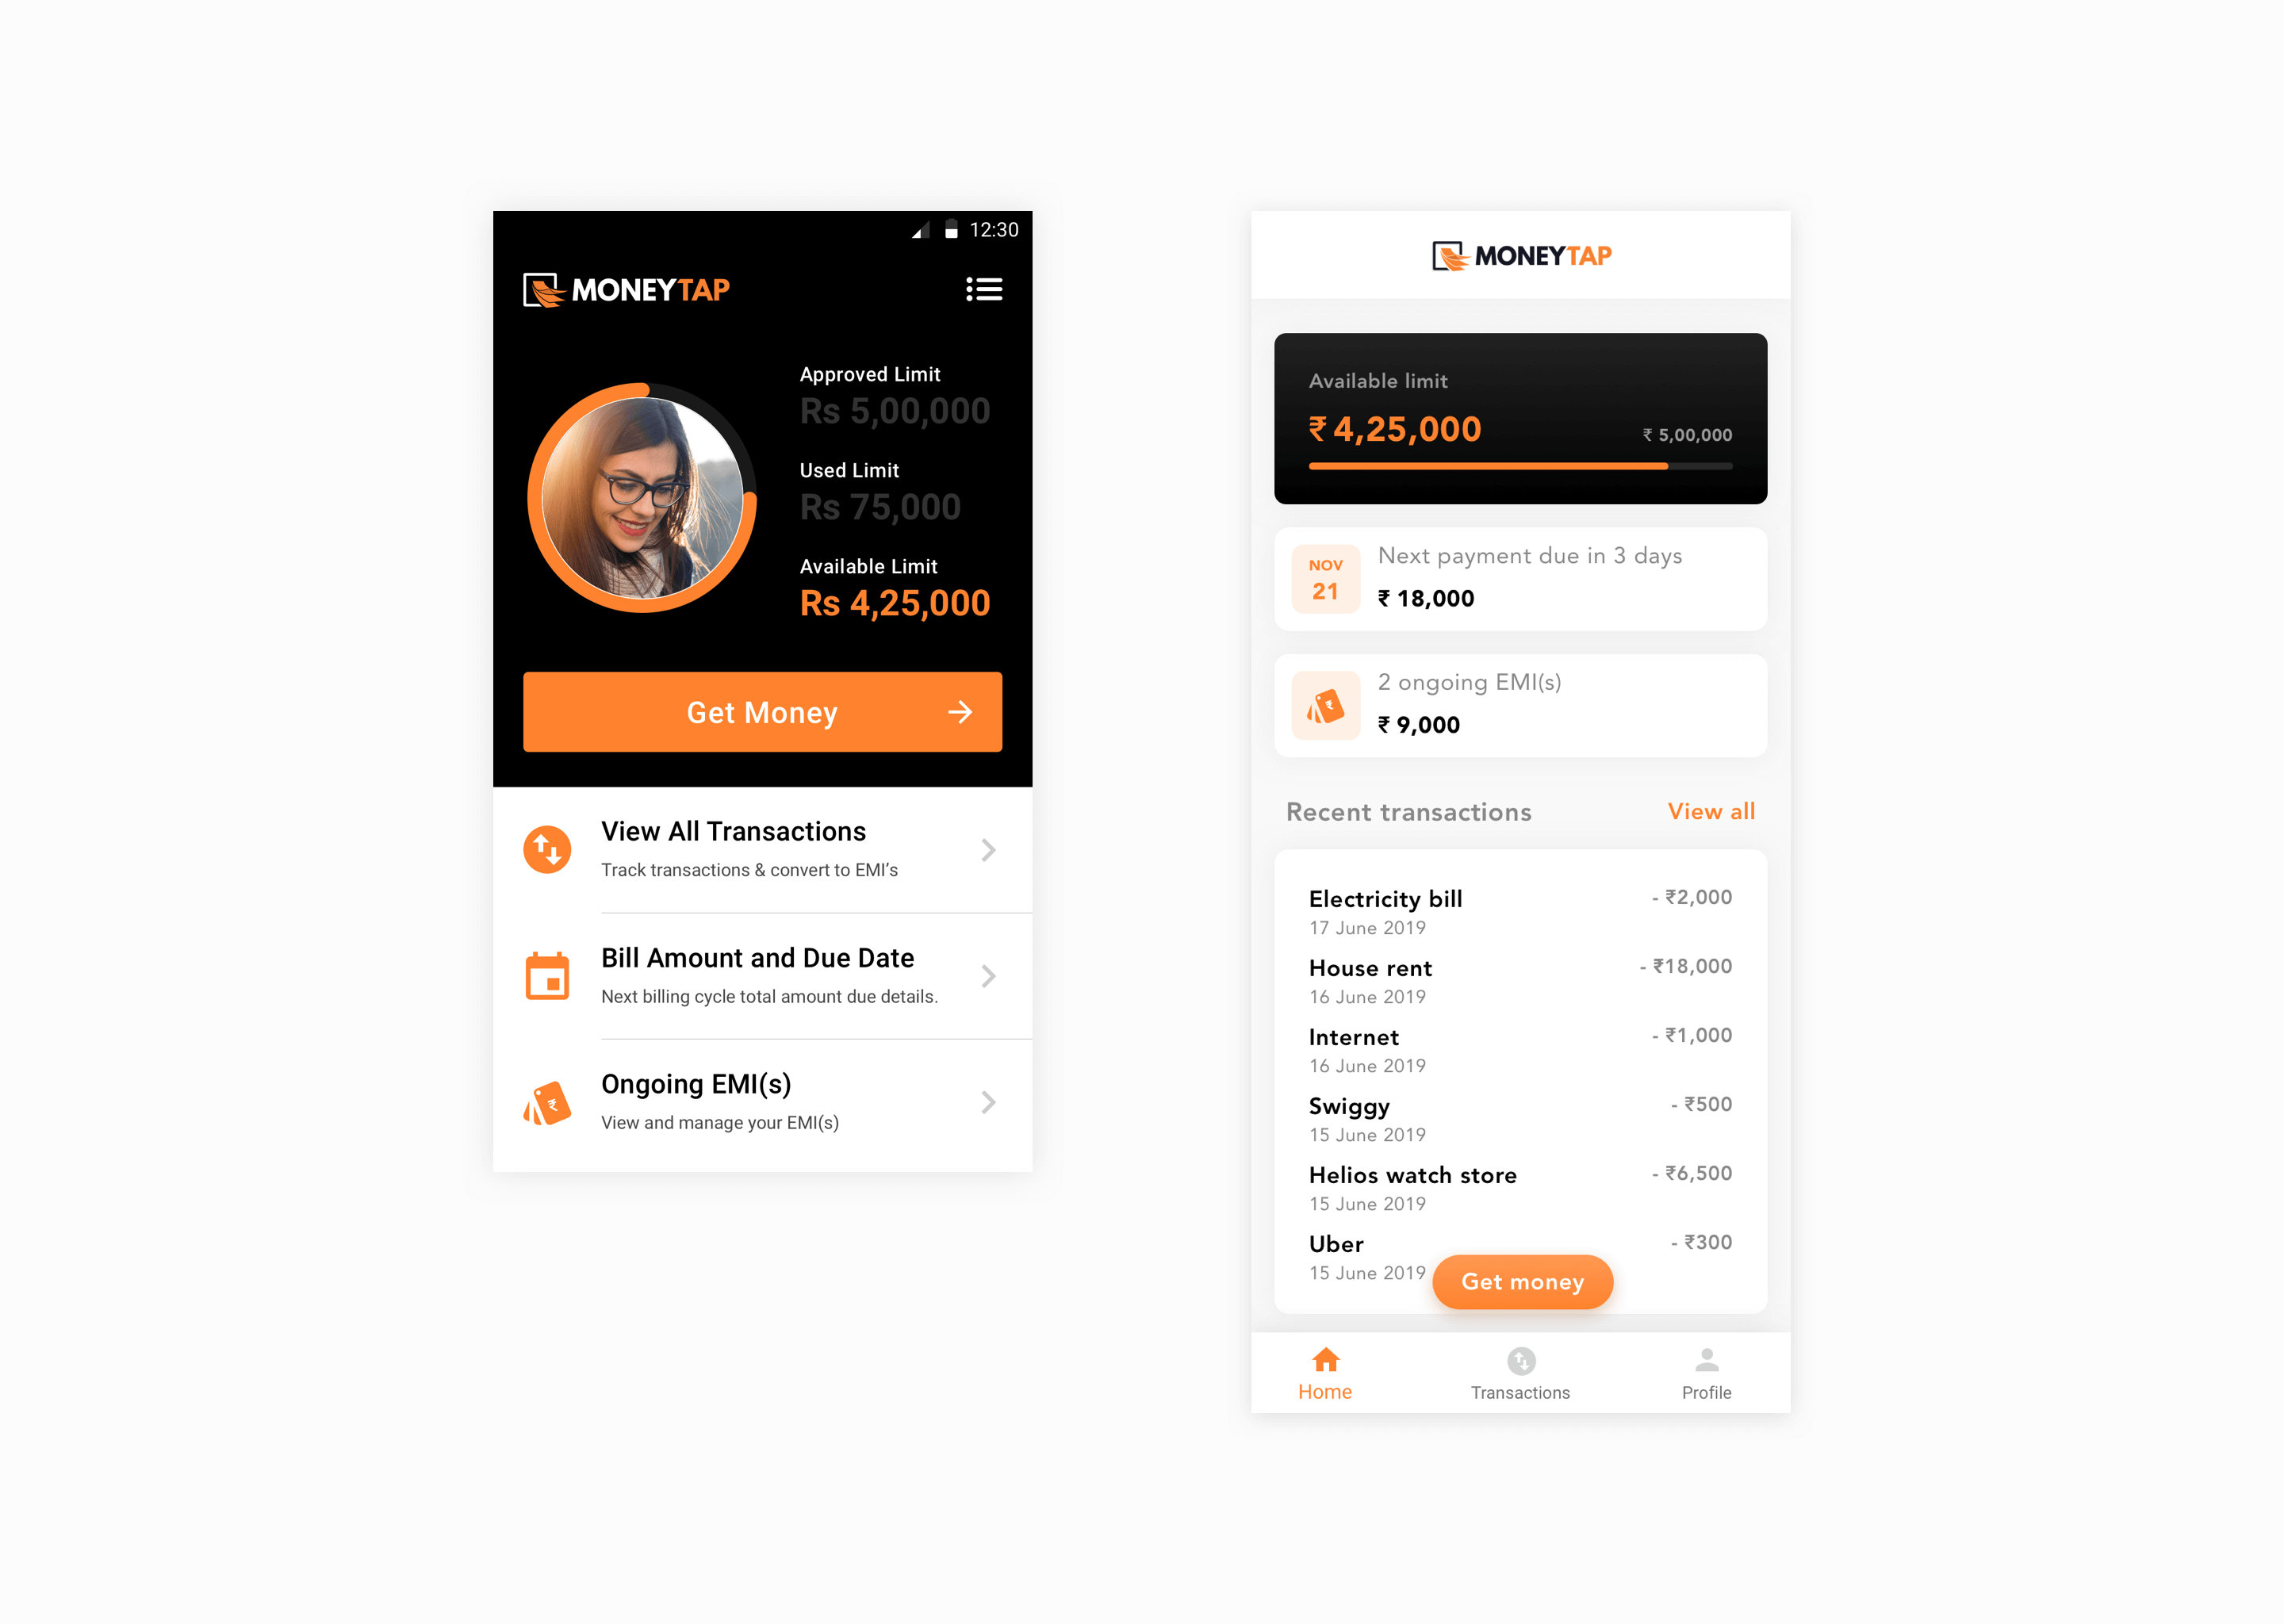 12:30
MONEYTAP
Approved Limit
Rs 5,00,000
Used Limit
Rs 75,000
Available Limit
Rs 4,25,000
Get Money
View All Transactions
Track transactions & convert to EMI’s
Bill Amount and Due Date
Next billing cycle total amount due details.
₹
Ongoing EMI(s)
View and manage your EMI(s)
MONEYTAP
Available limit
₹ 4,25,000
₹ 5,00,000
NOV
21
Next payment due in 3 days
₹ 18,000
₹
2 ongoing EMI(s)
₹ 9,000
Recent transactions
View all
Electricity bill
- ₹2,000
17 June 2019
House rent
- ₹18,000
16 June 2019
Internet
- ₹1,000
16 June 2019
Swiggy
- ₹500
15 June 2019
Helios watch store
- ₹6,500
15 June 2019
Uber
- ₹300
15 June 2019
Get money
Home
Transactions
Profile